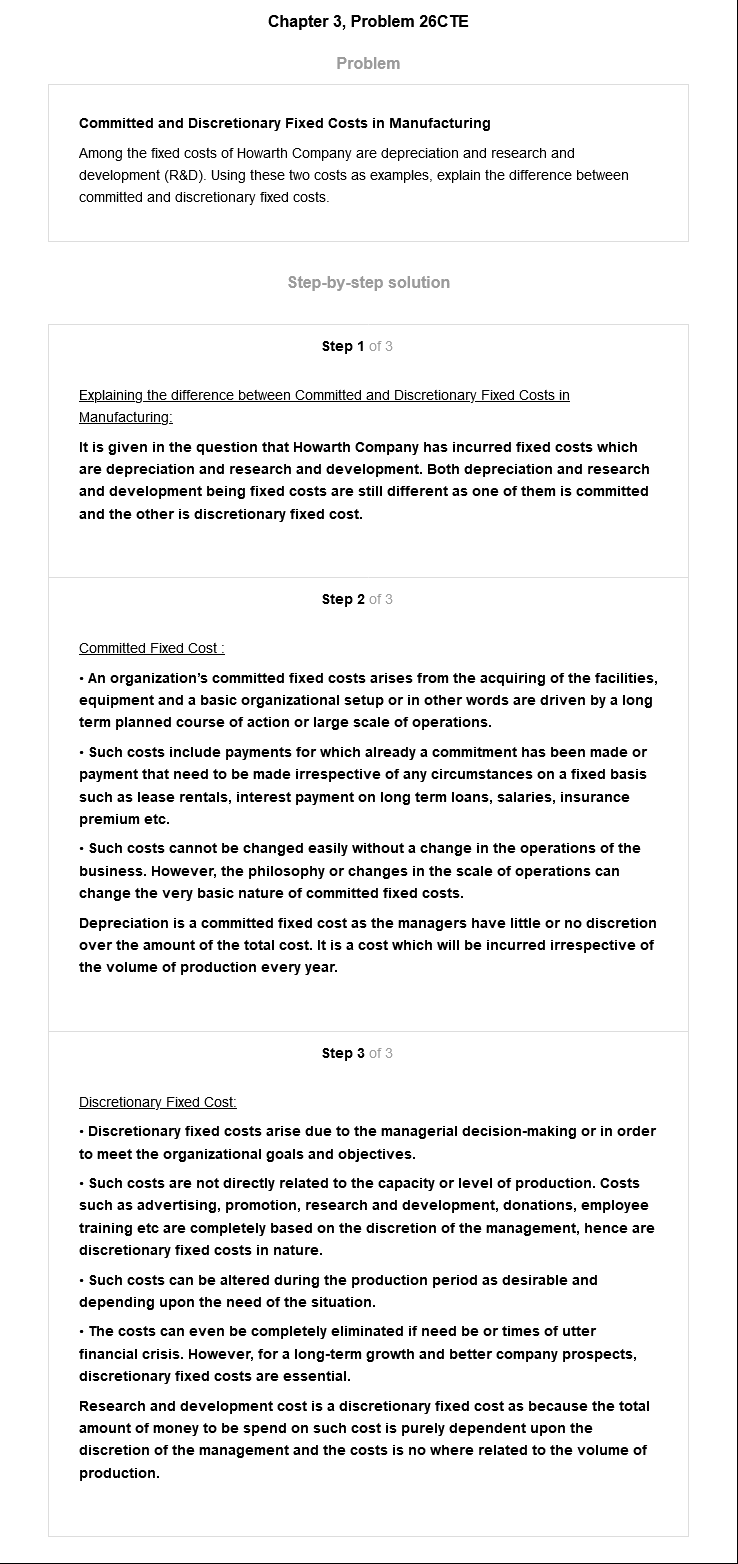 Chapter 3, Problem 26CTE
Problem
Committed and Discretionary Fixed Costs in Manufacturing
Among the fixed costs of Howarth Company are depreciation and research and
development (R&D). Using these two costs as examples, explain the difference between
committed and discretionary fixed costs.
Step-by-step solution
Step 1 of 3
Explaining the difference between Committed and Discretionary Fixed Costs in
Manufacturing:
It is given in the question that Howarth Company has incurred fixed costs which
are depreciation and research and development. Both depreciation and research
and development being fixed costs are still different as one of them is committed
and the other is discretionary fixed cost.
Step 2 of 3
Committed Fixed Cost :
• An organization’s committed fixed costs arises from the acquiring of the facilities,
equipment and a basic organizational setup or in other words are driven by a long
term planned course of action or large scale of operations.
• Such costs include payments for which already a commitment has been made or
payment that need to be made irrespective of any circumstances on a fixed basis
such as lease rentals, interest payment on long term loans, salaries, insurance
premium etc.
• Such costs cannot be changed easily without a change in the operations of the
business. However, the philosophy or changes in the scale of operations can
change the very basic nature of committed fixed costs.
Depreciation is a committed fixed cost as the managers have little or no discretion
over the amount of the total cost. It is a cost which will be incurred irrespective of
the volume of production every year.
Step 3 of 3
Discretionary Fixed Cost:
• Discretionary fixed costs arise due to the managerial decision-making or in order
to meet the organizational goals and objectives.
• Such costs are not directly related to the capacity or level of production. Costs
such as advertising, promotion, research and development, donations, employee
training etc are completely based on the discretion of the management, hence are
discretionary fixed costs in nature.
• Such costs can be altered during the production period as desirable and
depending upon the need of the situation.
• The costs can even be completely eliminated if need be or times of utter
financial crisis. However, for a long-term growth and better company prospects,
discretionary fixed costs are essential.
Research and development cost is a discretionary fixed cost as because the total
amount of money to be spend on such cost is purely dependent upon the
discretion of the management and the costs is no where related to the volume of
production.